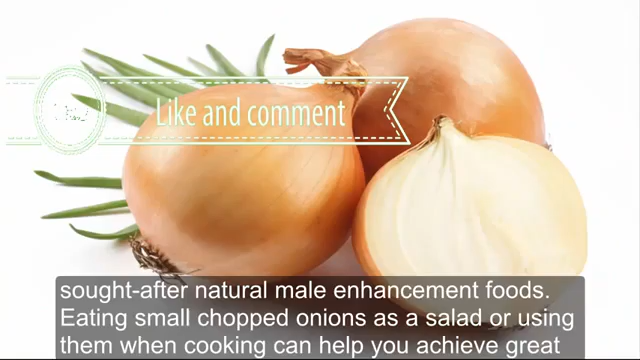 Like and comment
sought-after natural male enhancement foods.
Eating small chopped onions as a salad or using
them when cooking can help you achieve great